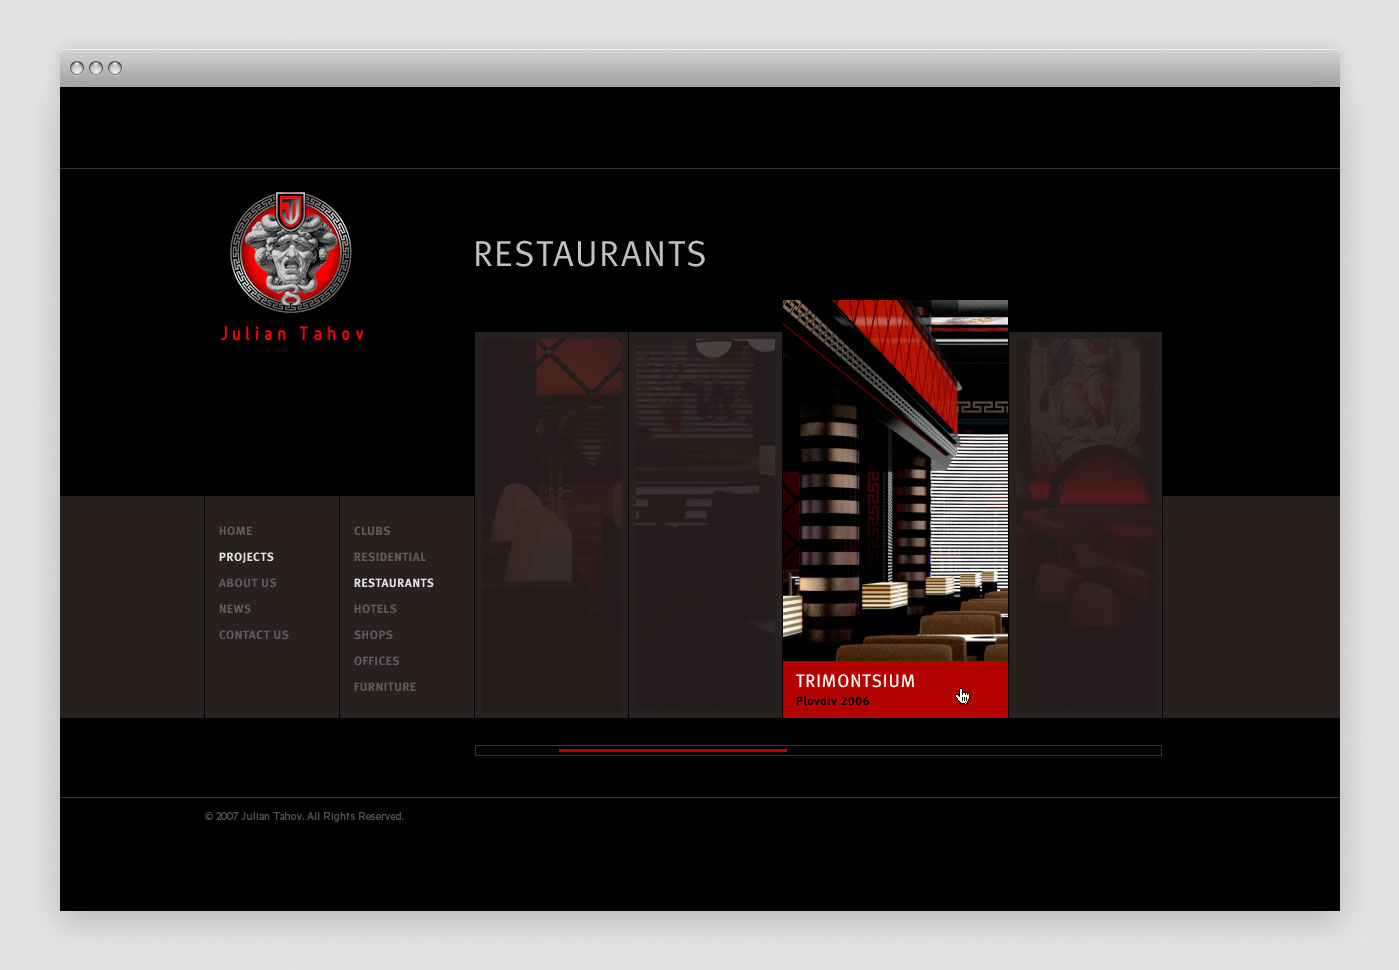 Julian Tahov
RESTAURANTS
HOME
PROJECTS
ABOUT US
NEWS
CONTACT US
CLUBS
RESIDENTIAL
RESTAURANTS
HOTELS
SHOPS
OFFICES
FURNITURE
TRIMONTSIUM
Plovdiv 2006
© 2007 Julian Tahov. All Rights Reserved.